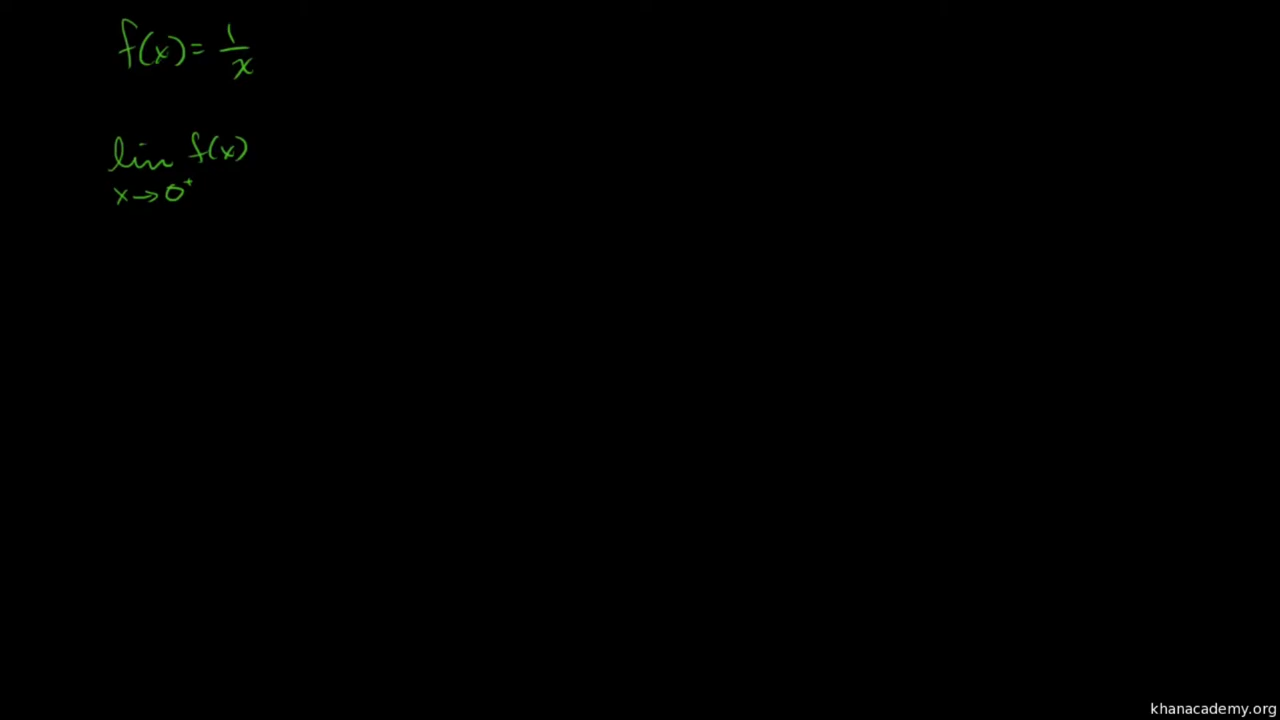 f(x) = 1/x
lim f(x)
x→0⁺
khanacademy.org